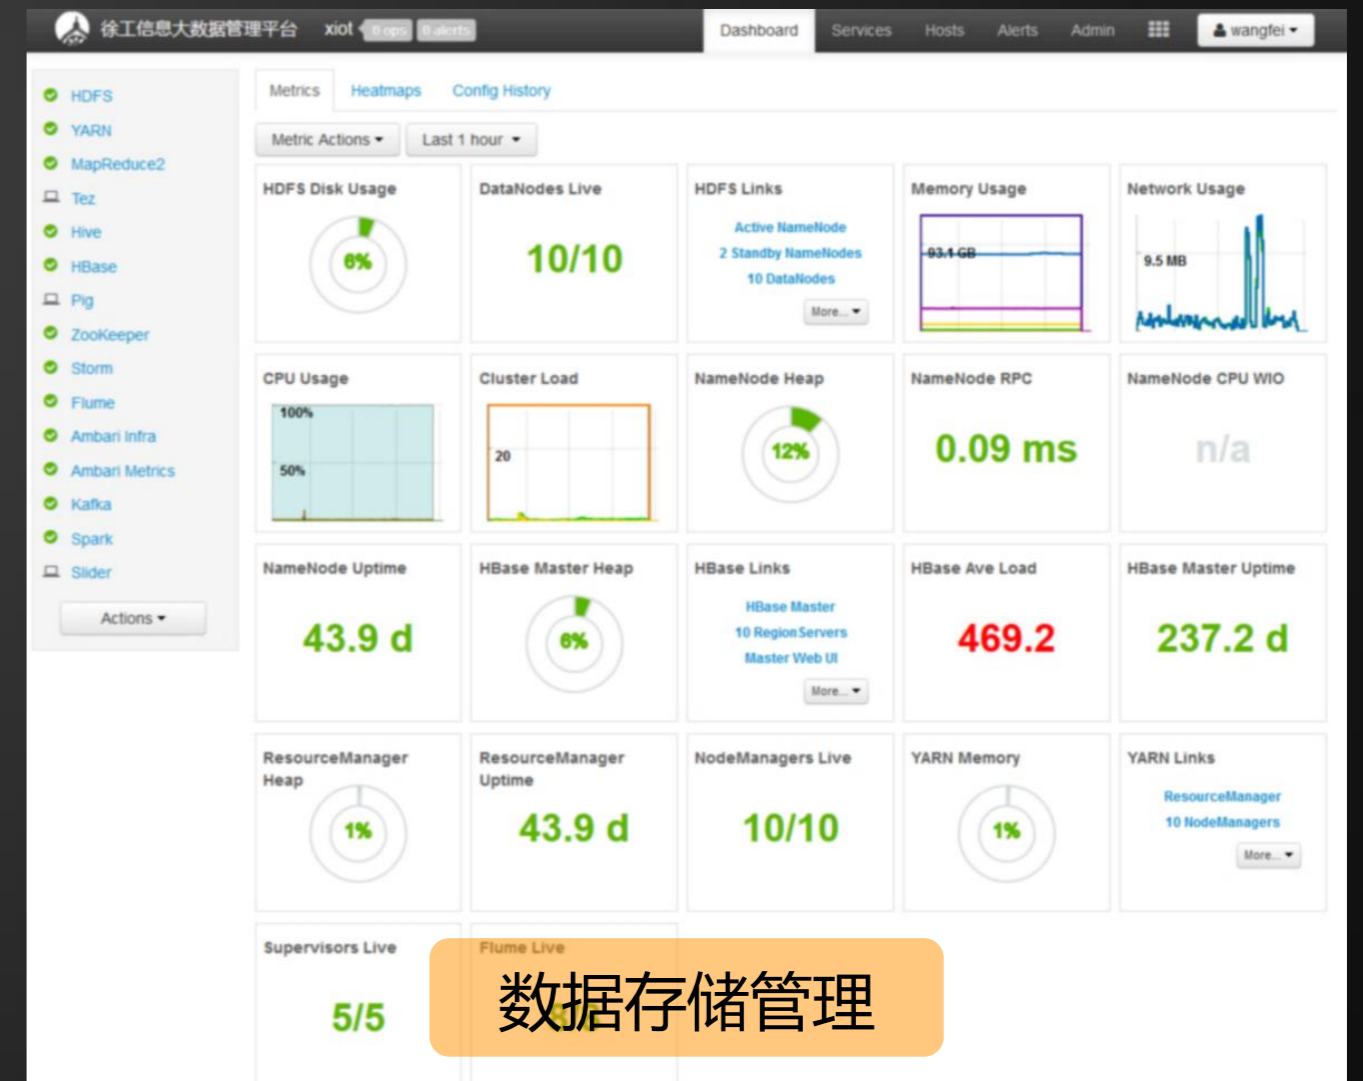 徐工信息大数据管理平台 xiot 0 ops 0 alerts Dashboard Services Hosts Alerts Admin wangfei
HDFS
YARN
MapReduce2
Tez
Hive
HBase
Pig
ZooKeeper
Storm
Flume
Ambari Infra
Ambari Metrics
Kafka
Spark
Slider
Actions
Metrics Heatmaps Config History
Metric Actions Last 1 hour
HDFS Disk Usage
6%
DataNodes Live
10/10
HDFS Links
Active NameNode
2 Standby NameNodes
10 DataNodes
More...
Memory Usage
93.1 GB
Network Usage
9.5 MB
CPU Usage
100%
50%
Cluster Load
20
NameNode Heap
12%
NameNode RPC
0.09 ms
NameNode CPU WIO
n/a
NameNode Uptime
43.9 d
HBase Master Heap
6%
HBase Links
HBase Master
10 RegionServers
Master Web UI
More...
HBase Ave Load
469.2
HBase Master Uptime
237.2 d
ResourceManager
Heap
1%
ResourceManager
Uptime
43.9 d
NodeManagers Live
10/10
YARN Memory
1%
YARN Links
ResourceManager
10 NodeManagers
More...
Supervisors Live
5/5
Flume Live
数据存储管理